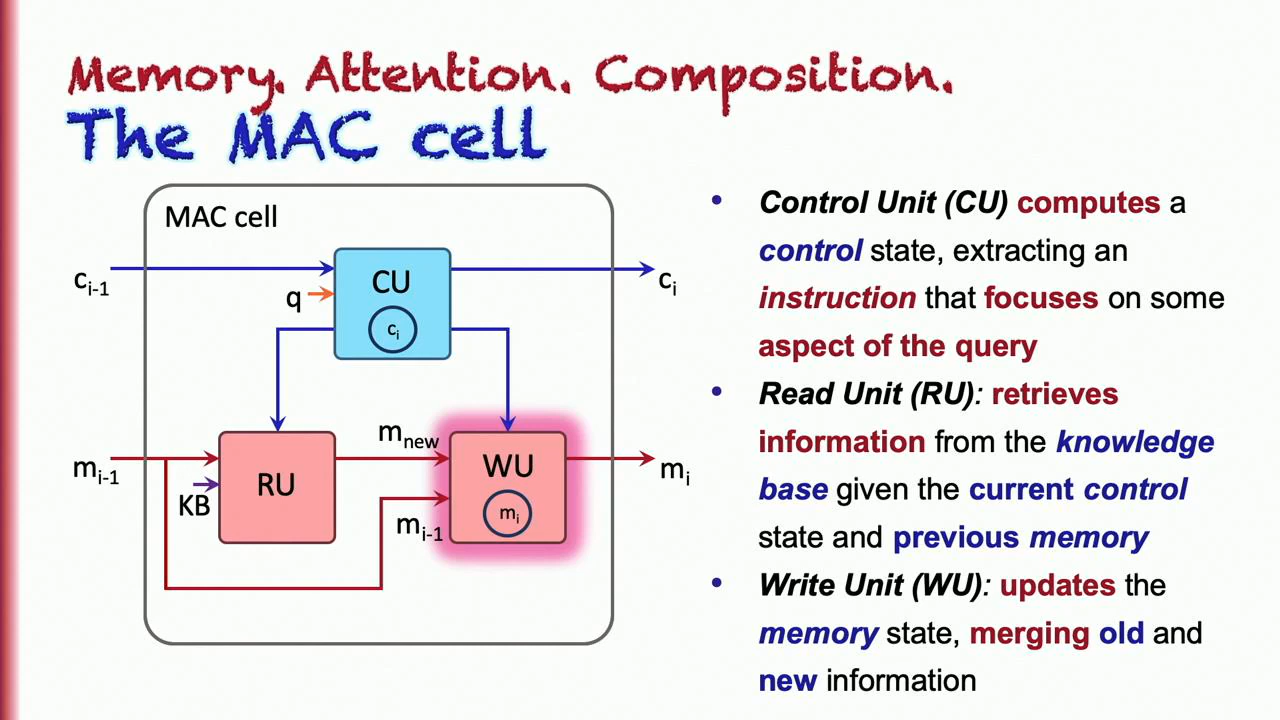 Memory. Attention. Composition.
The MAC cell
MAC cell
c_{i-1}
q
CU
c_i
c_i
m_{i-1}
KB
RU
m_{new}
m_{i-1}
WU
m_i
m_i
• Control Unit (CU) computes a
control state, extracting an
instruction that focuses on some
aspect of the query
• Read Unit (RU): retrieves
information from the knowledge
base given the current control
state and previous memory
• Write Unit (WU): updates the
memory state, merging old and
new information